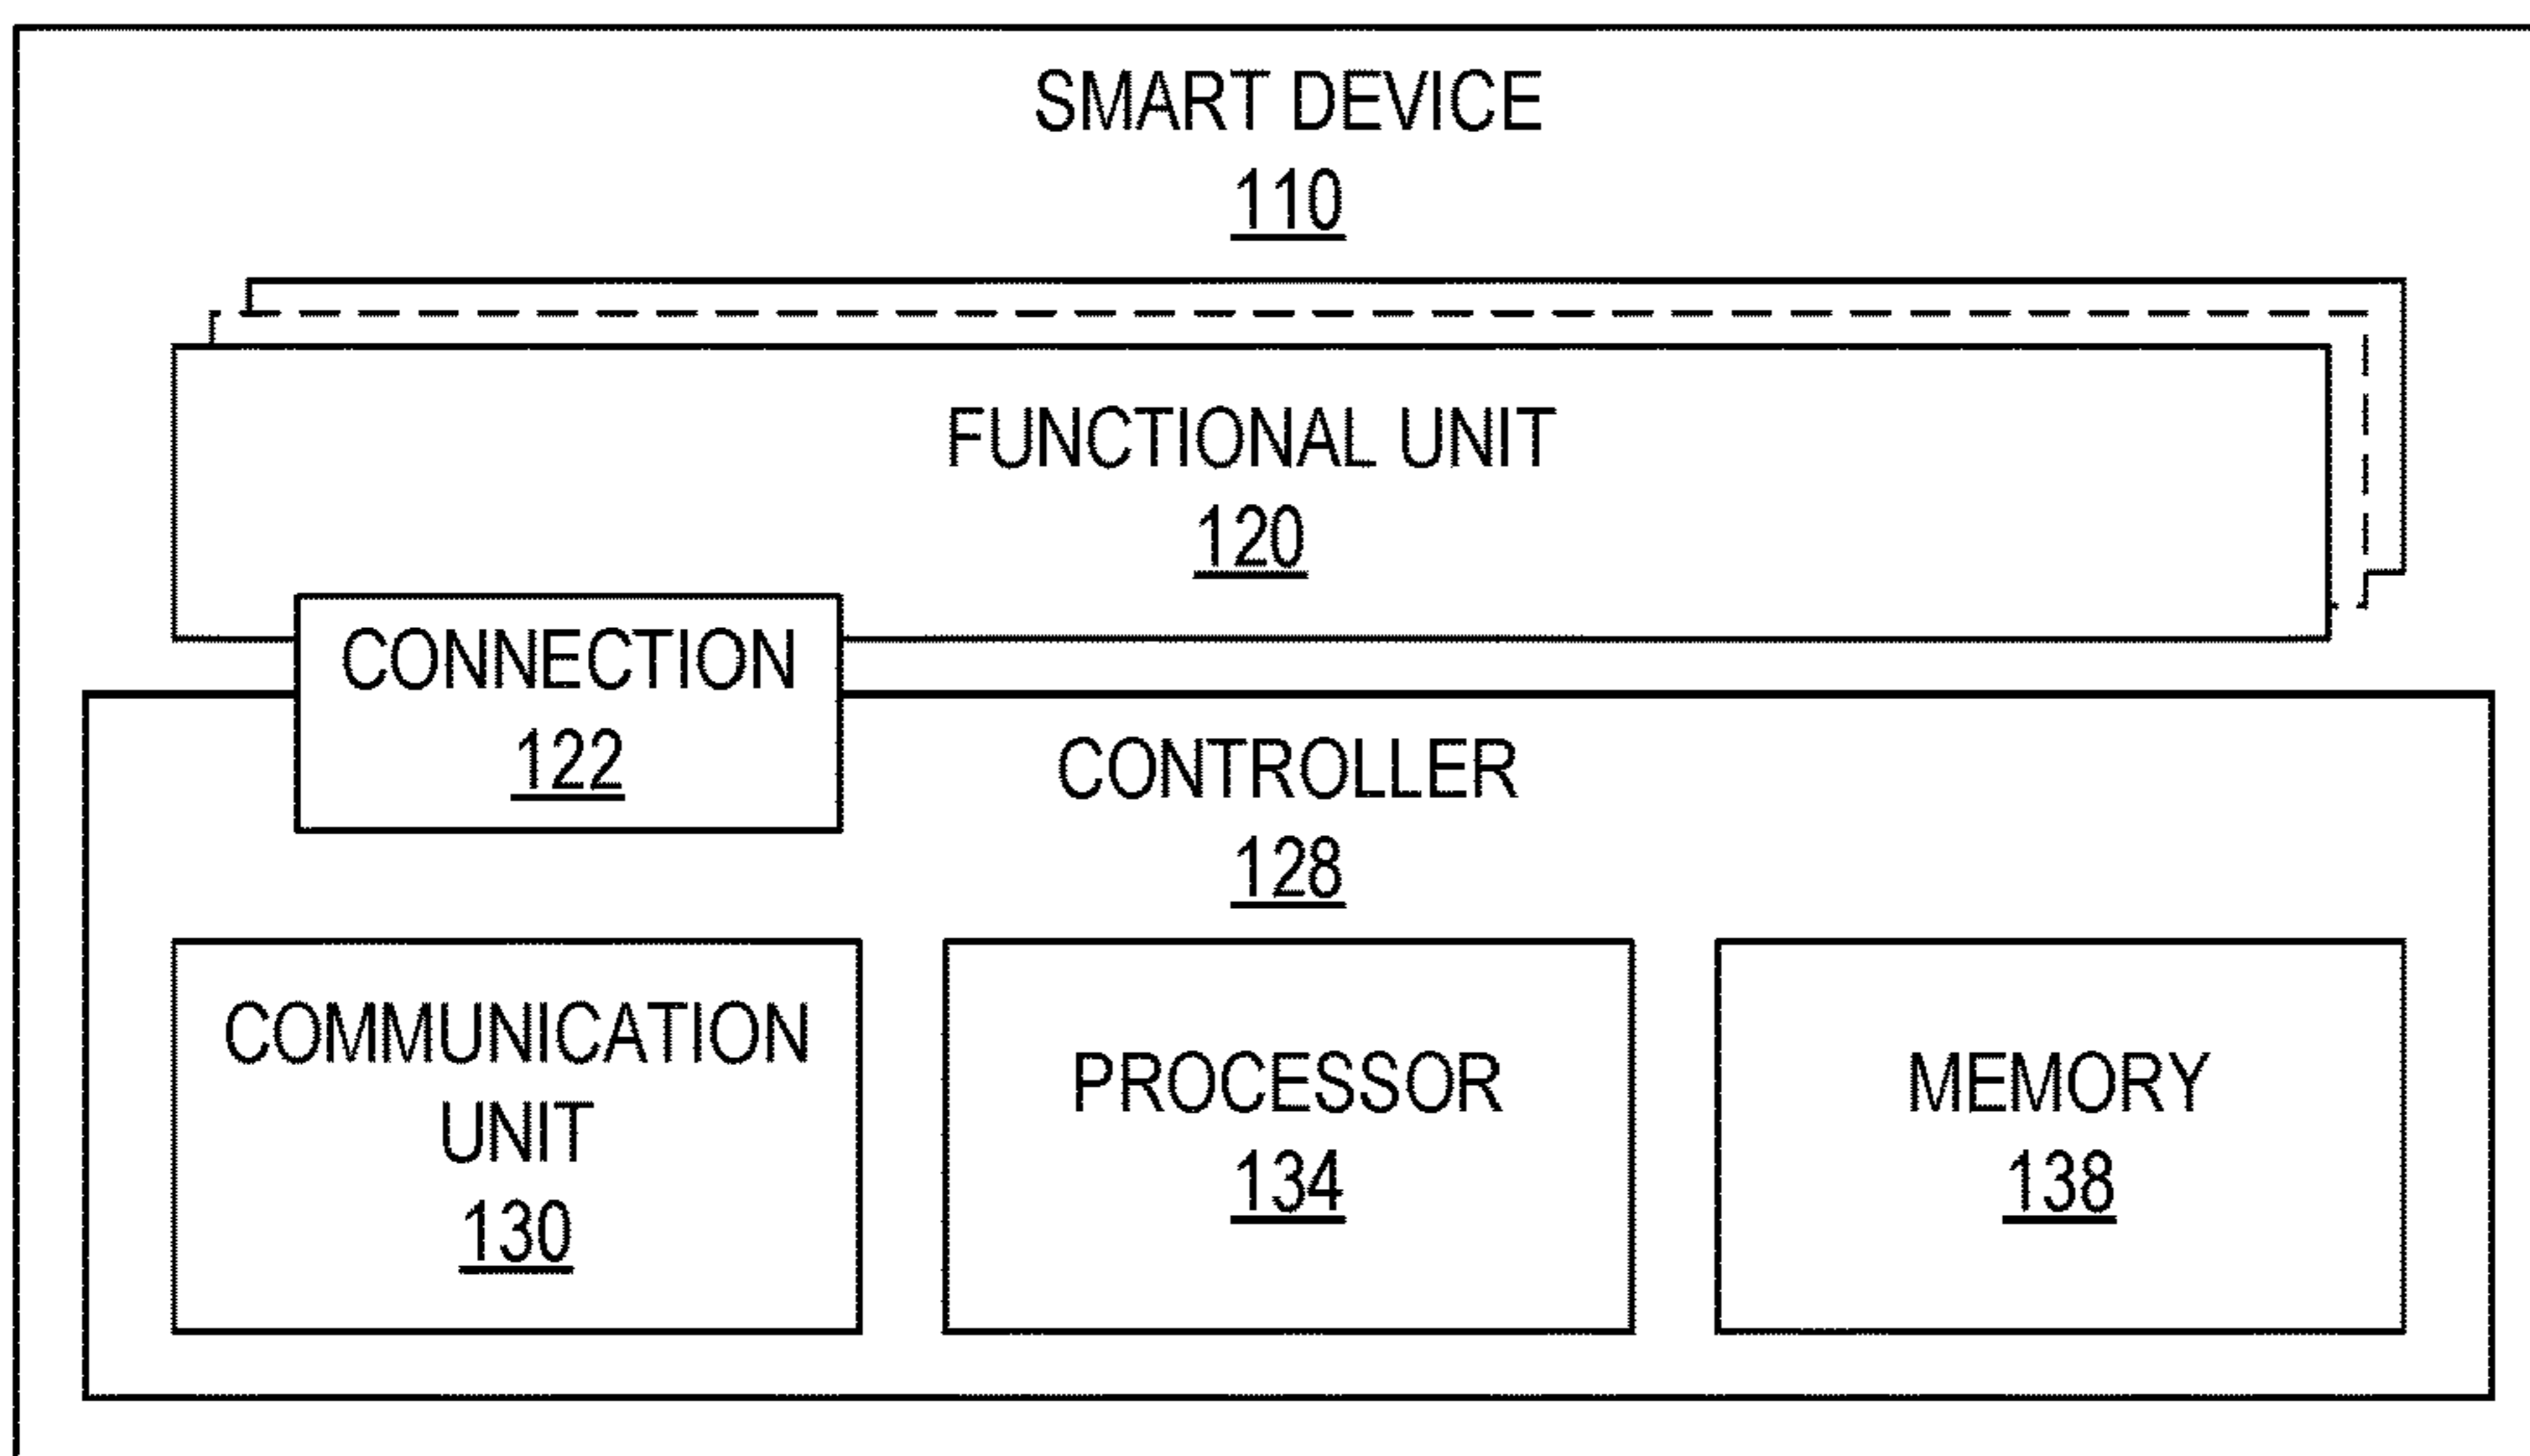 SMART DEVICE
110
FUNCTIONAL UNIT
120
CONNECTION
122
CONTROLLER
128
COMMUNICATION
UNIT
130
PROCESSOR
134
MEMORY
138